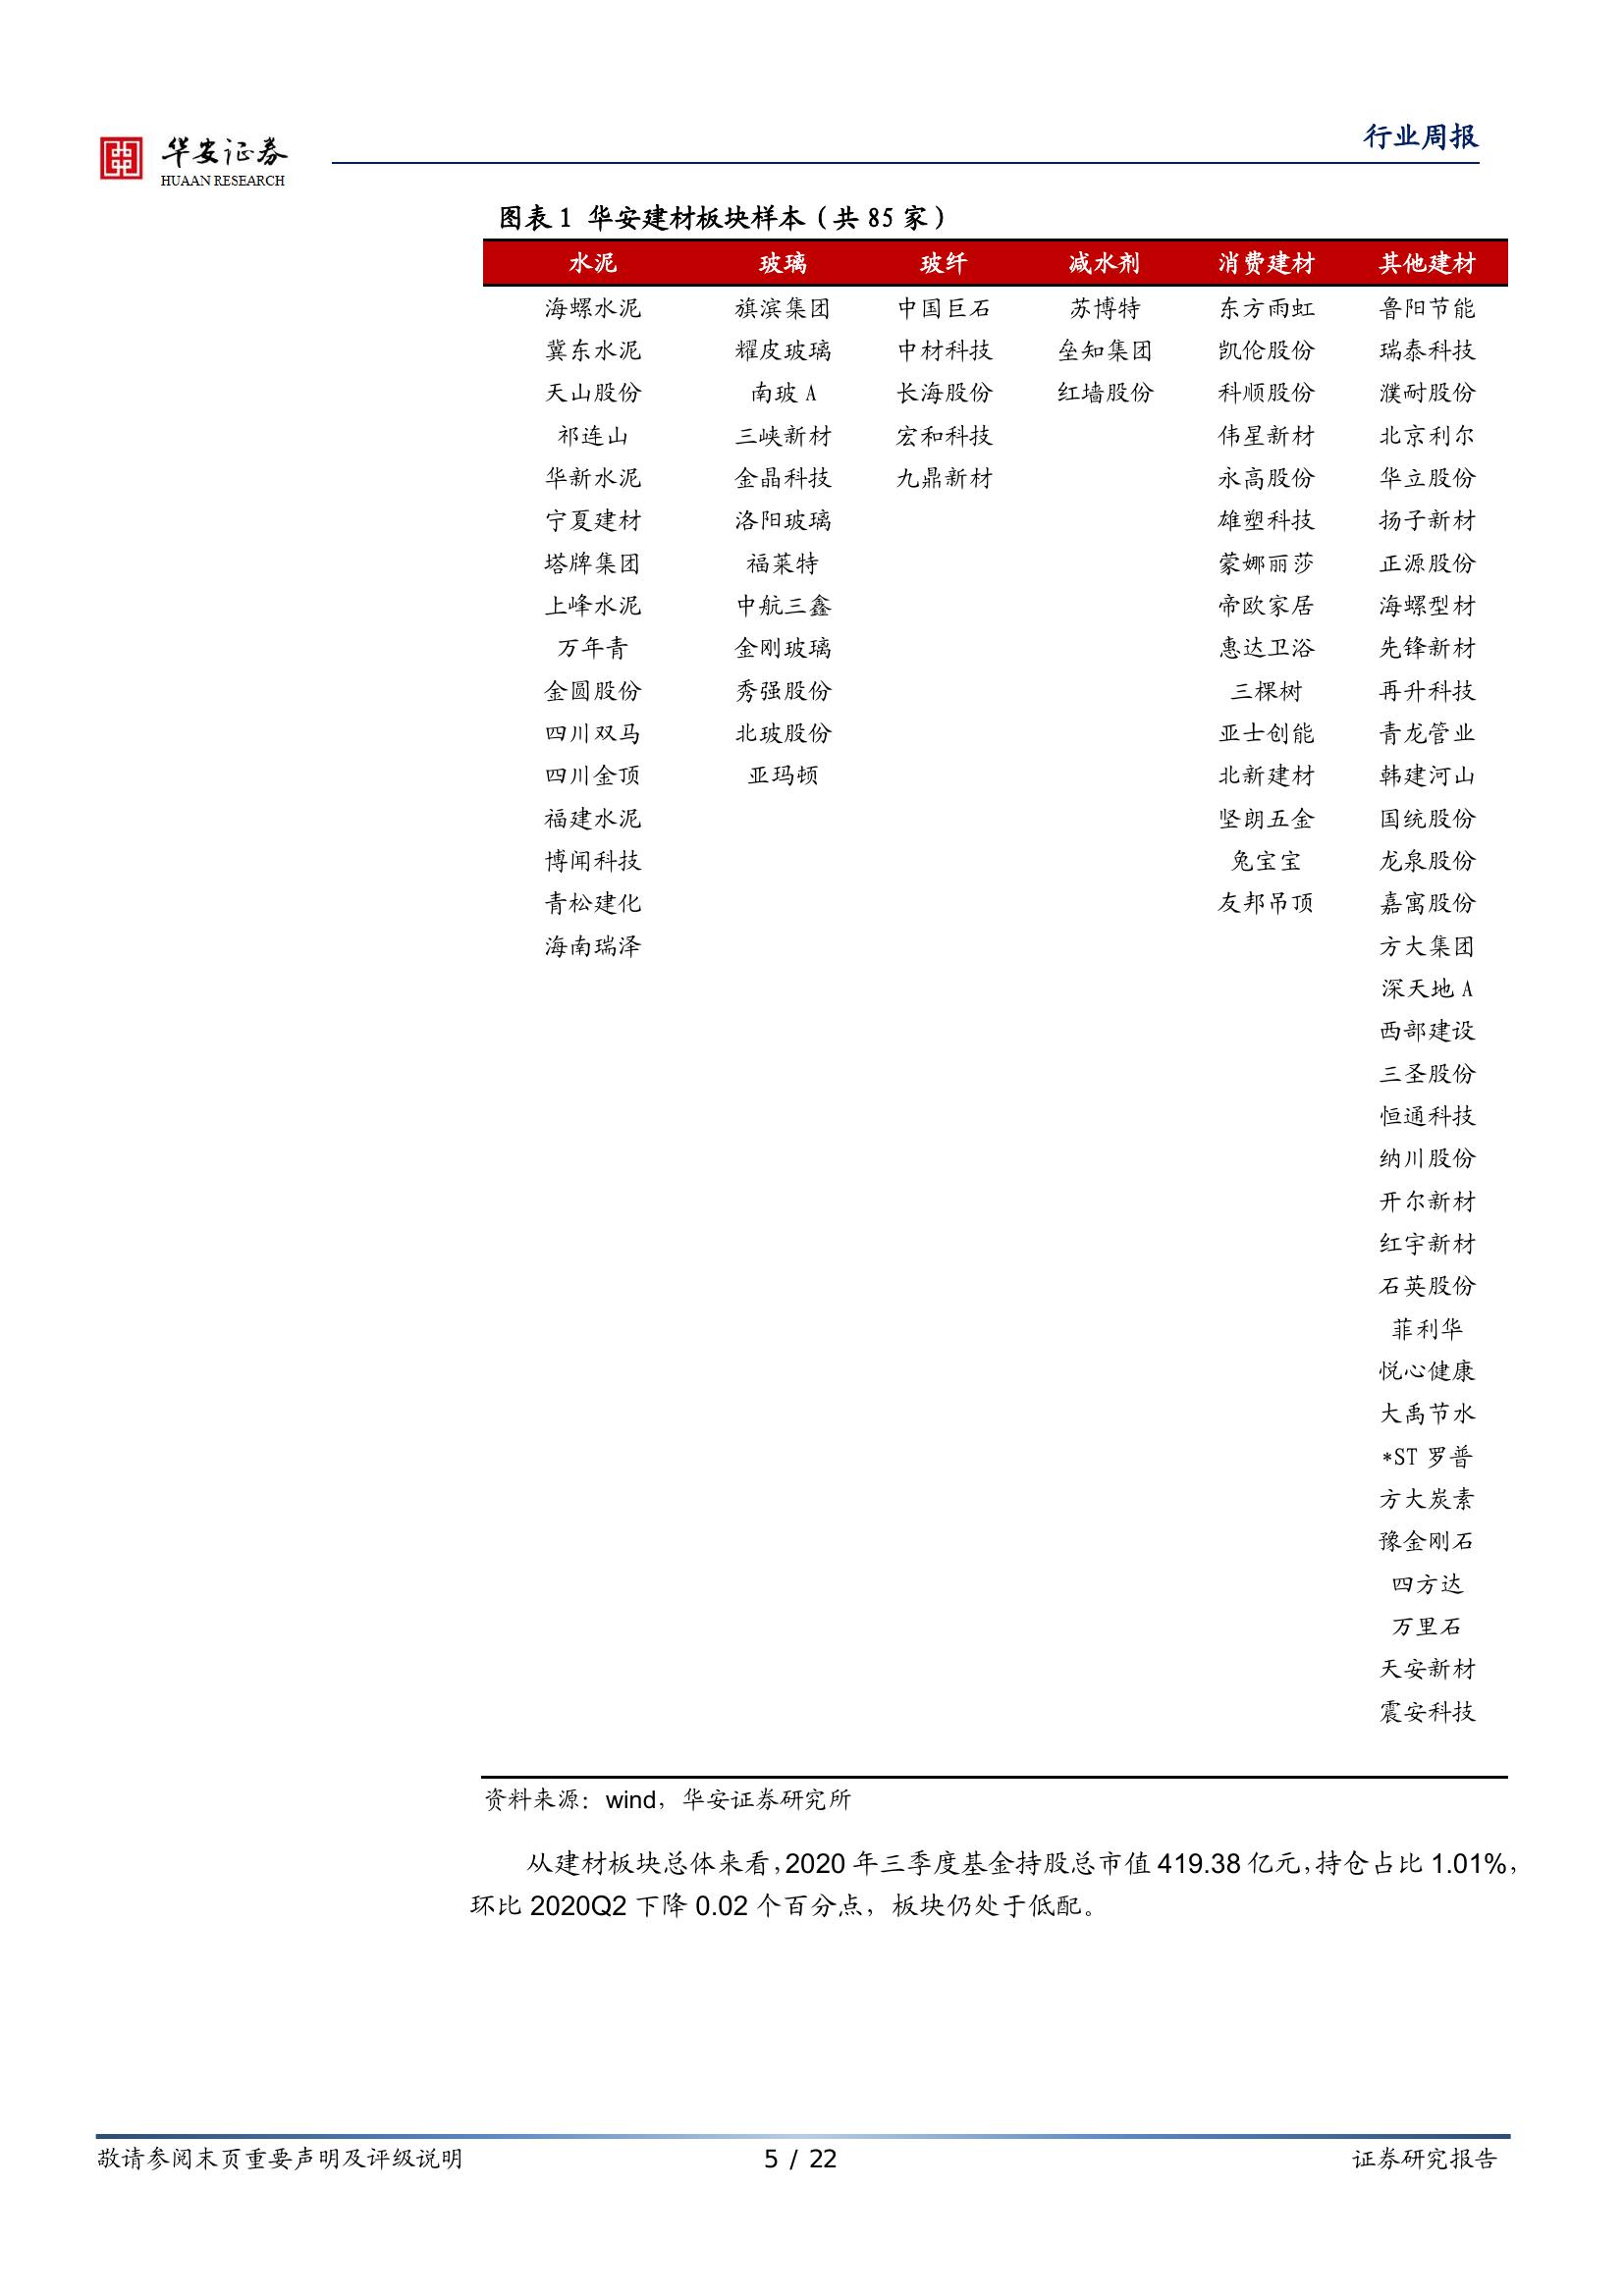 华安证券
HUAAN RESEARCH
行业周报
图表 1 华安建材板块样本（共 85 家）
水泥 玻璃 玻纤 减水剂 消费建材 其他建材
海螺水泥 旗滨集团 中国巨石 苏博特 东方雨虹 鲁阳节能
冀东水泥 耀皮玻璃 中材科技 垒知集团 凯伦股份 瑞泰科技
天山股份 南玻 A 长海股份 红墙股份 科顺股份 濮耐股份
祁连山 三峡新材 宏和科技 伟星新材 北京利尔
华新水泥 金晶科技 九鼎新材 永高股份 华立股份
宁夏建材 洛阳玻璃 雄塑科技 扬子新材
塔牌集团 福莱特 蒙娜丽莎 正源股份
上峰水泥 中航三鑫 帝欧家居 海螺型材
万年青 金刚玻璃 惠达卫浴 先锋新材
金圆股份 秀强股份 三棵树 再升科技
四川双马 北玻股份 亚士创能 青龙管业
四川金顶 亚玛顿 北新建材 韩建河山
福建水泥 坚朗五金 国统股份
博闻科技 兔宝宝 龙泉股份
青松建化 友邦吊顶 嘉寓股份
海南瑞泽 方大集团
深天地 A
西部建设
三圣股份
恒通科技
纳川股份
开尔新材
红宇新材
石英股份
菲利华
悦心健康
大禹节水
*ST 罗普
方大炭素
豫金刚石
四方达
万里石
天安新材
震安科技
资料来源：wind，华安证券研究所
从建材板块总体来看，2020 年三季度基金持股总市值 419.38 亿元，持仓占比 1.01%，
环比 2020Q2 下降 0.02 个百分点，板块仍处于低配。
敬请参阅末页重要声明及评级说明 5 / 22 证券研究报告